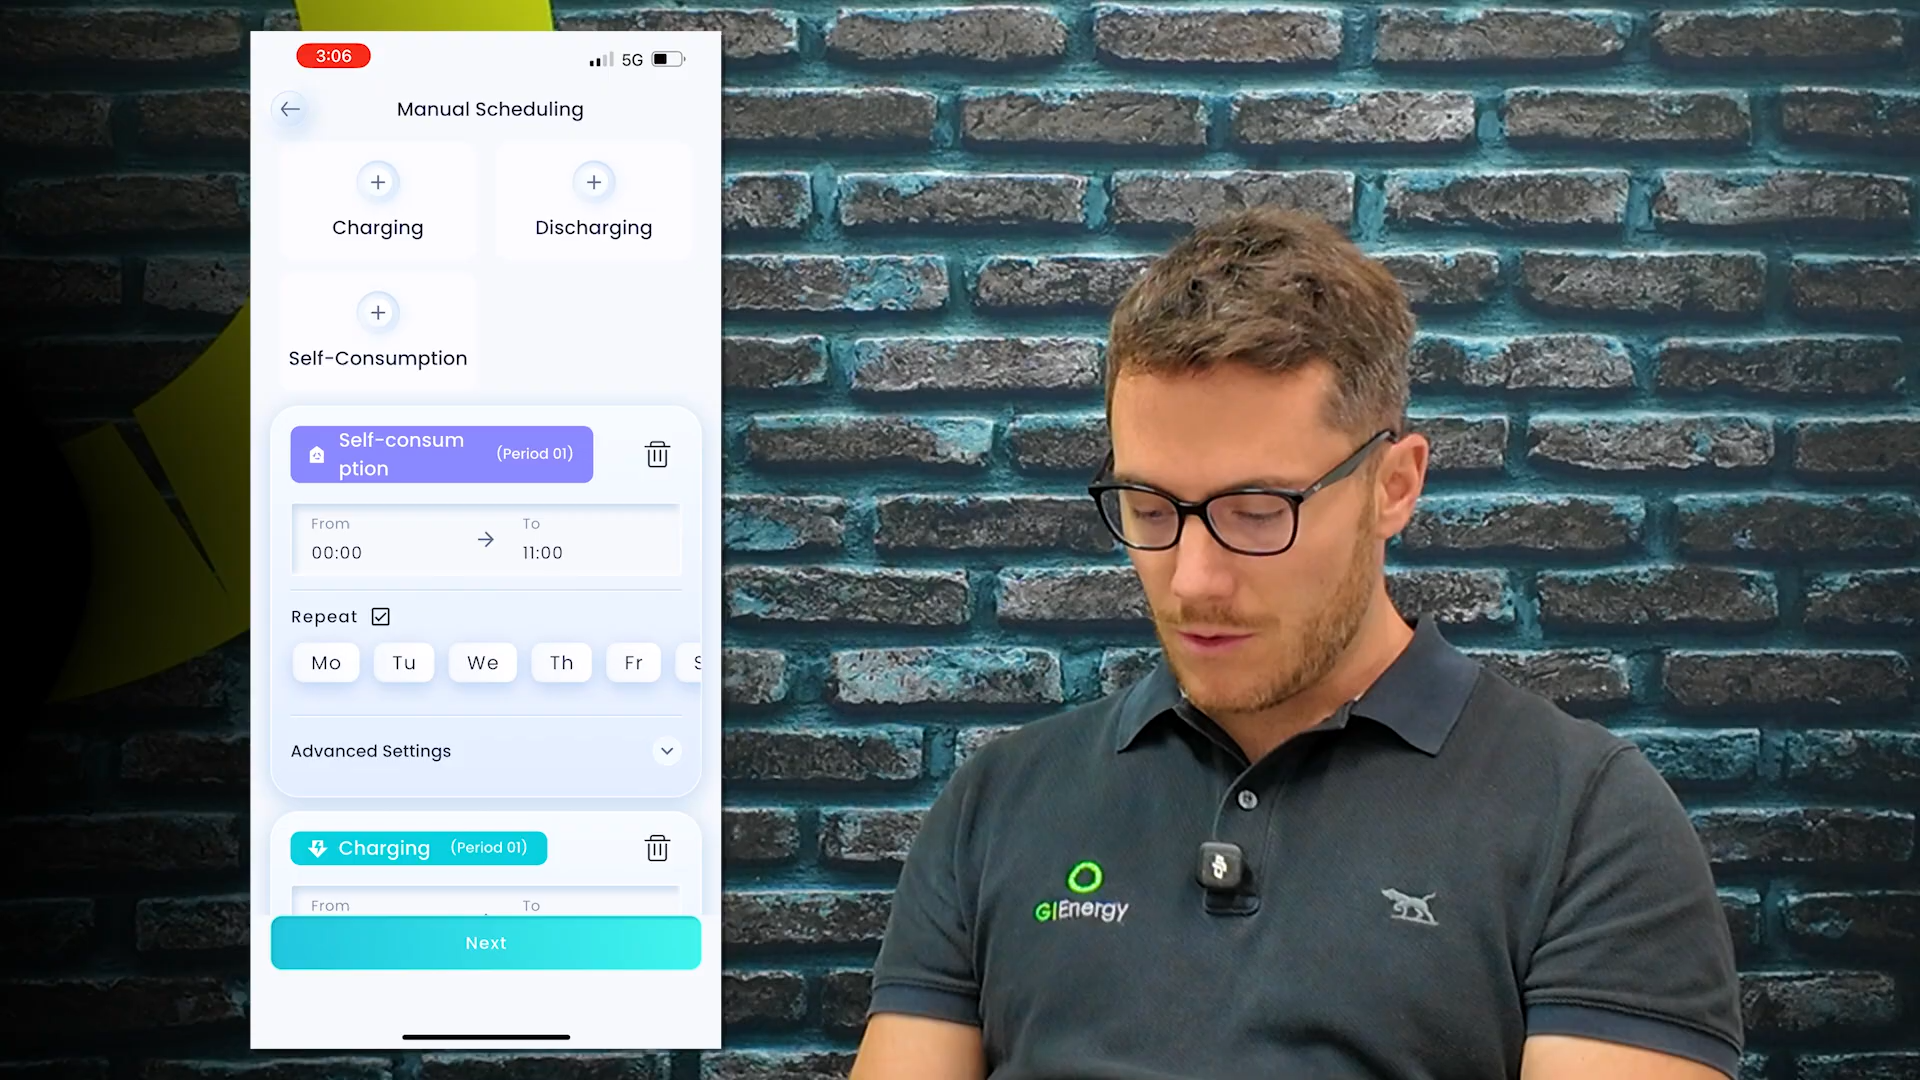 3:06
5G
Manual Scheduling
Charging
Discharging
Self-Consumption
Self-consum
ption
(Period 01)
From
To
00:00
11:00
Repeat
Mo Tu We Th Fr S
Advanced Settings
Charging (Period 01)
From
To
Next
GIEnergy